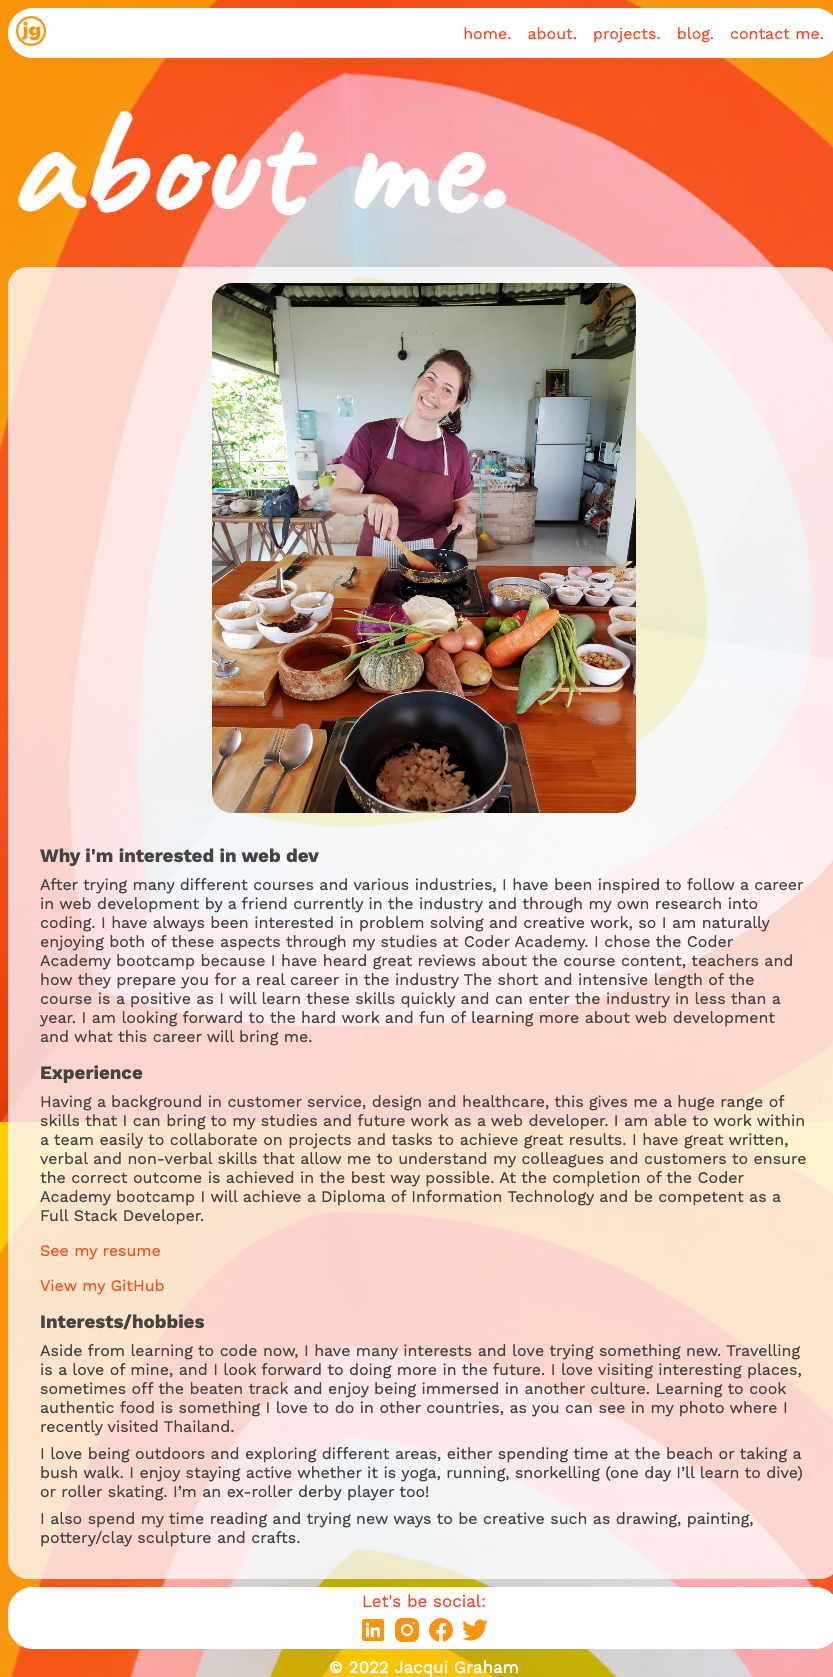 jg
home. about. projects. blog. contact me.
about me.
Why i'm interested in web dev
After trying many different courses and various industries, I have been inspired to follow a career
in web development by a friend currently in the industry and through my own research into
coding. I have always been interested in problem solving and creative work, so I am naturally
enjoying both of these aspects through my studies at Coder Academy. I chose the Coder
Academy bootcamp because I have heard great reviews about the course content, teachers and
how they prepare you for a real career in the industry The short and intensive length of the
course is a positive as I will learn these skills quickly and can enter the industry in less than a
year. I am looking forward to the hard work and fun of learning more about web development
and what this career will bring me.
Experience
Having a background in customer service, design and healthcare, this gives me a huge range of
skills that I can bring to my studies and future work as a web developer. I am able to work within
a team easily to collaborate on projects and tasks to achieve great results. I have great written,
verbal and non-verbal skills that allow me to understand my colleagues and customers to ensure
the correct outcome is achieved in the best way possible. At the completion of the Coder
Academy bootcamp I will achieve a Diploma of Information Technology and be competent as a
Full Stack Developer.
See my resume
View my GitHub
Interests/hobbies
Aside from learning to code now, I have many interests and love trying something new. Travelling
is a love of mine, and I look forward to doing more in the future. I love visiting interesting places,
sometimes off the beaten track and enjoy being immersed in another culture. Learning to cook
authentic food is something I love to do in other countries, as you can see in my photo where I
recently visited Thailand.
I love being outdoors and exploring different areas, either spending time at the beach or taking a
bush walk. I enjoy staying active whether it is yoga, running, snorkelling (one day I’ll learn to dive)
or roller skating. I’m an ex-roller derby player too!
I also spend my time reading and trying new ways to be creative such as drawing, painting,
pottery/clay sculpture and crafts.
Let's be social:
© 2022 Jacqui Graham